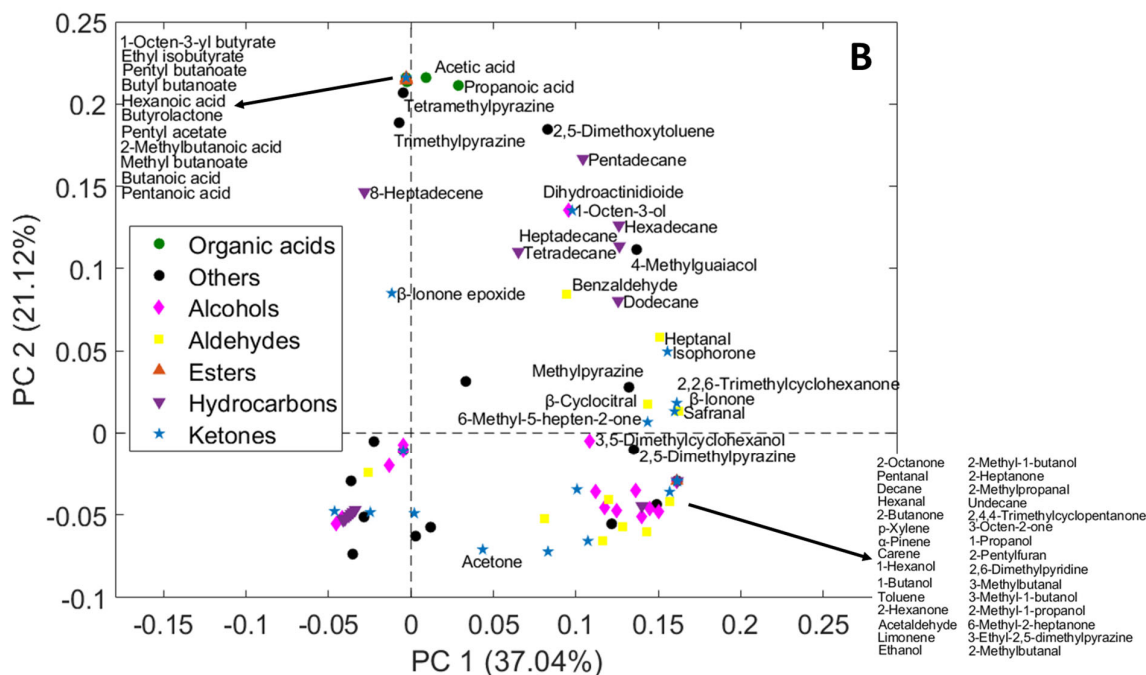 B
PC 2 (21.12%)
0.25
0.2
0.15
0.1
0.05
0
-0.05
-0.1
1-Octen-3-yl butyrate
Ethyl isobutyrate
Pentyl butanoate
Butyl butanoate
Hexanoic acid
Butyrolactone
Pentyl acetate
2-Methylbutanoic acid
Methyl butanoate
Butanoic acid
Pentanoic acid
Organic acids
Others
Alcohols
Aldehydes
Esters
Hydrocarbons
Ketones
Acetic acid
Propanoic acid
Tetramethylpyrazine
Trimethylpyrazine
2,5-Dimethoxytoluene
Pentadecane
8-Heptadecene
Dihydroactinidioide
1-Octen-3-ol
Hexadecane
Heptadecane
Tetradecane
4-Methylguaiacol
Benzaldehyde
β-Ionone epoxide
Dodecane
Heptanal
Isophorone
Methylpyrazine
2,2,6-Trimethylcyclohexanone
β-Cyclocitral
β-Ionone
Safranal
6-Methyl-5-hepten-2-one
3,5-Dimethylcyclohexanol
2,5-Dimethylpyrazine
Acetone
2-Octanone
Pentanal
Decane
Hexanal
2-Butanone
p-Xylene
α-Pinene
Carene
1-Hexanol
1-Butanol
Toluene
2-Hexanone
Acetaldehyde
Limonene
Ethanol
2-Methyl-1-butanol
2-Heptanone
2-Methylpropanal
Undecane
2,4,4-Trimethylcyclopentanone
3-Octen-2-one
1-Propanol
2-Pentylfuran
2,6-Dimethylpyridine
3-Methylbutanal
3-Methyl-1-butanol
2-Methyl-1-propanol
6-Methyl-2-heptanone
3-Ethyl-2,5-dimethylpyrazine
2-Methylbutanal
-0.15 -0.1 -0.05 0 0.05 0.1 0.15 0.2 0.25
PC 1 (37.04%)